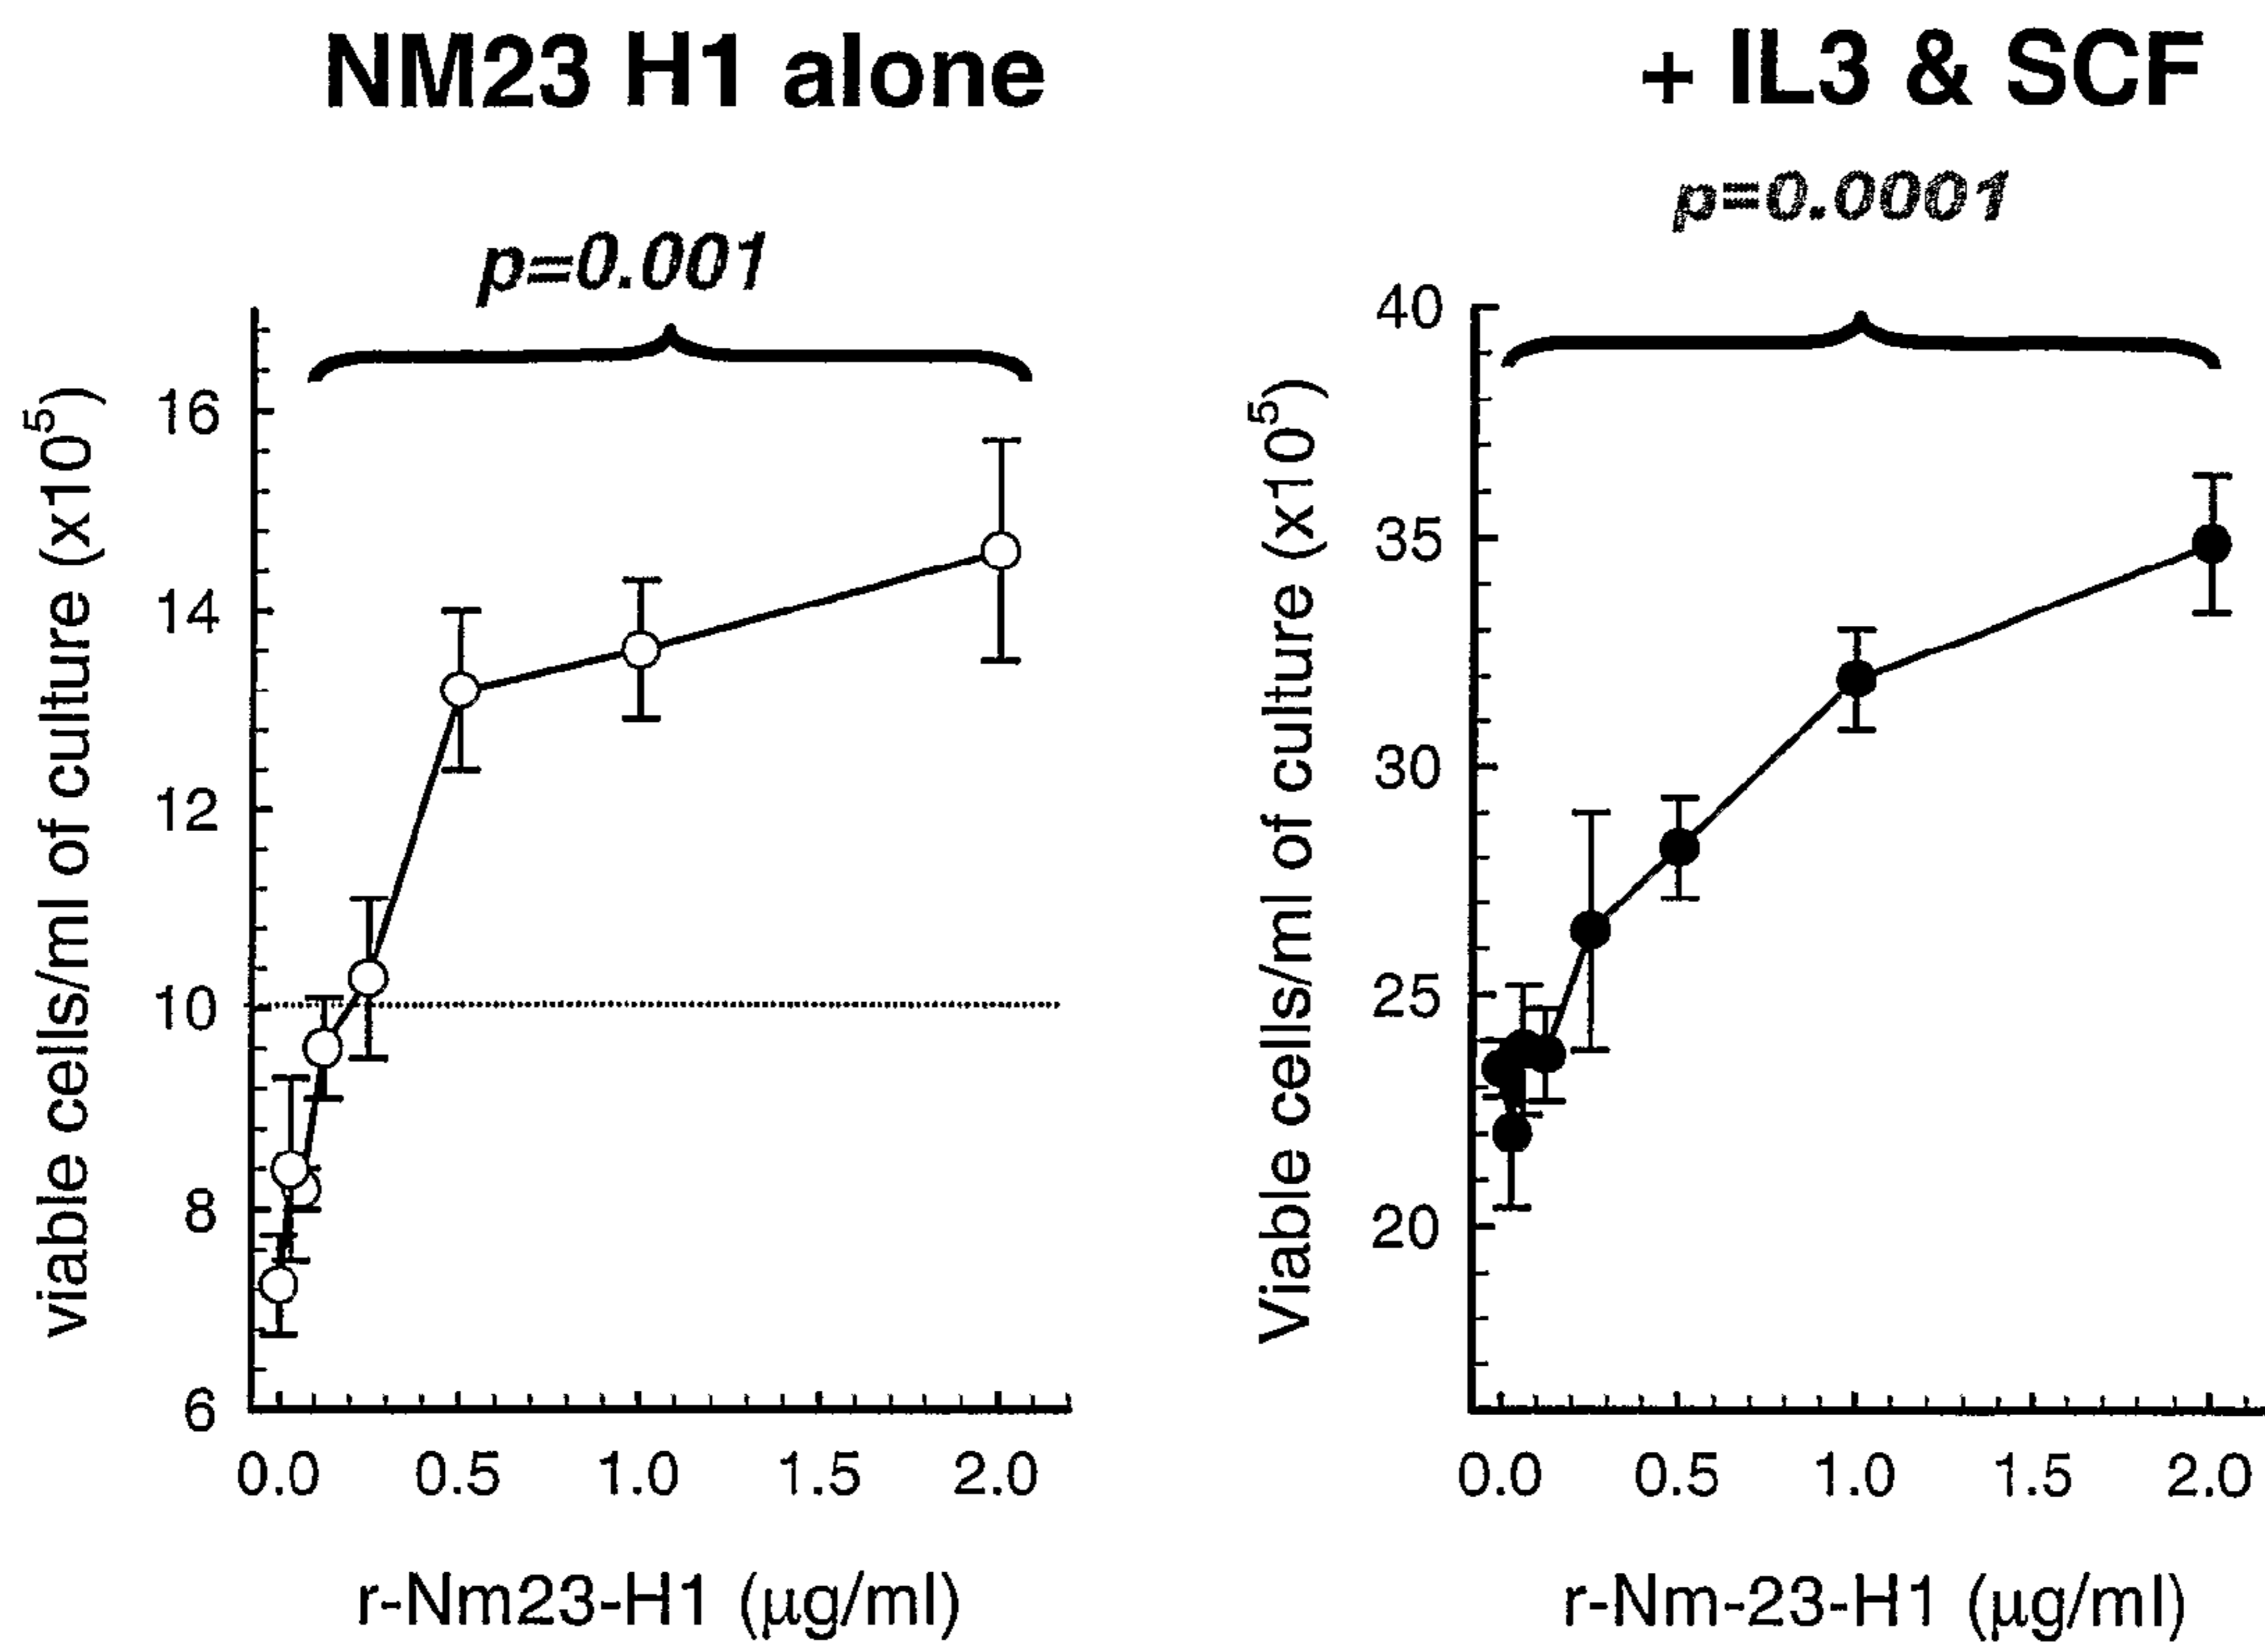 NM23 H1 alone
p=0.001
viable cells/ml of culture (x10⁵)
16
14
12
10
8
6
0.0 0.5 1.0 1.5 2.0
r-Nm23-H1 (µg/ml)
+ IL3 & SCF
p=0.0001
Viable cells/ml of culture (x10⁵)
40
35
30
25
20
0.0 0.5 1.0 1.5 2.0
r-Nm-23-H1 (µg/ml)